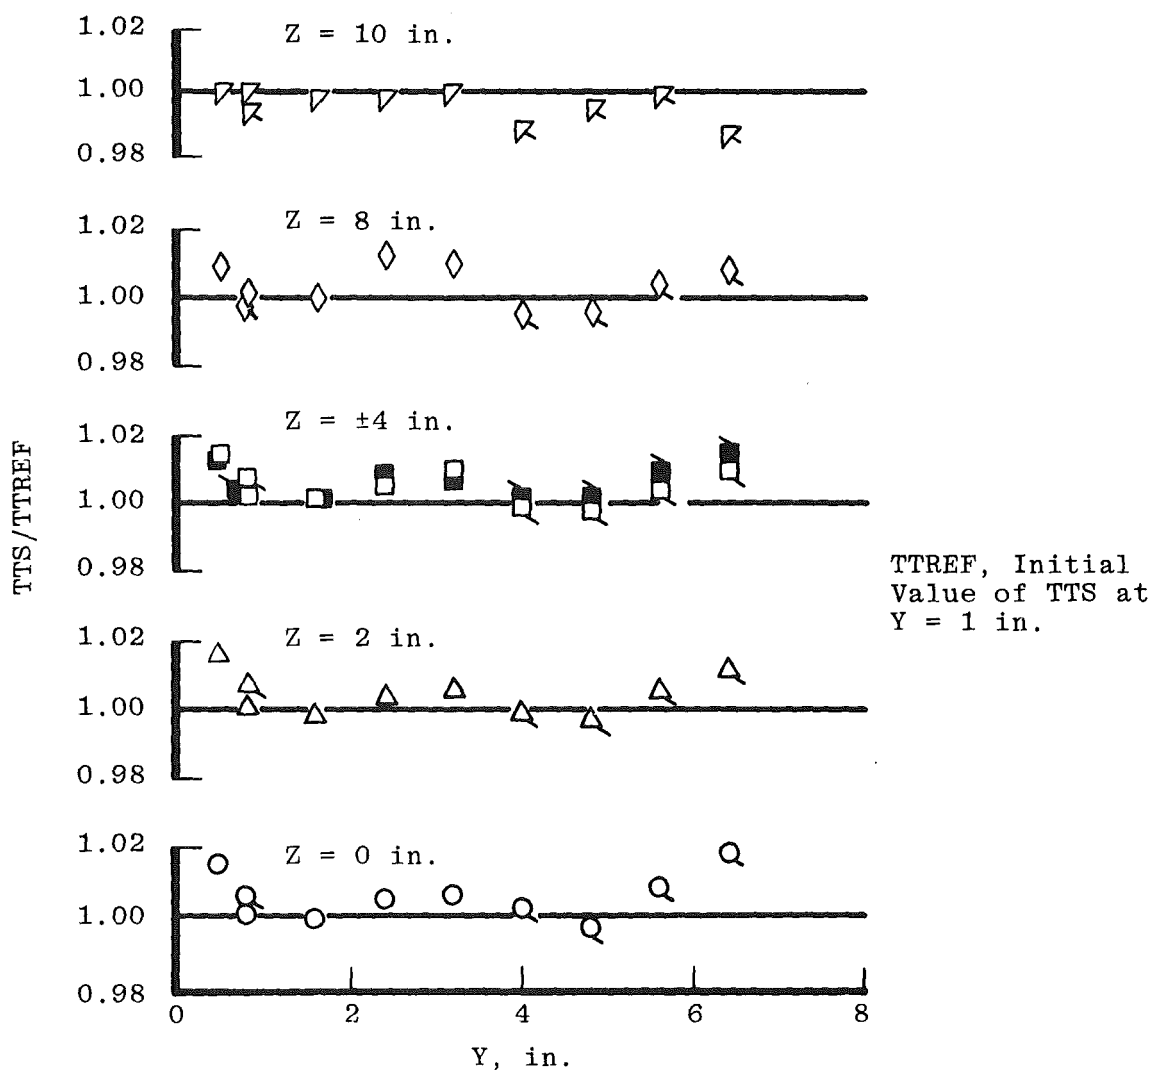 1.02
Z = 10 in.
1.00
0.98
1.02
Z = 8 in.
1.00
0.98
1.02
Z = ±4 in.
1.00
0.98
TTS/TTREF
TTREF, Initial
Value of TTS at
Y = 1 in.
1.02
Z = 2 in.
1.00
0.98
1.02
Z = 0 in.
1.00
0.98
0 2 4 6 8
Y, in.